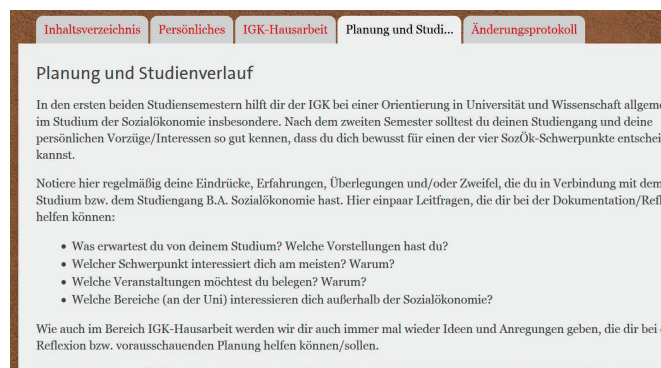 Inhaltsverzeichnis Persönliches IGK-Hausarbeit Planung und Studi... Änderungsprotokoll
Planung und Studienverlauf
In den ersten beiden Studiensemestern hilft dir der IGK bei einer Orientierung in Universität und Wissenschaft
im Studium der Sozialökonomie insbesondere. Nach dem zweiten Semester solltest du deinen Studiengang und deine
persönlichen Vorzüge/Interessen so gut kennen, dass du dich bewusst für einen der vier SozÖk-Schwerpunkte
kannst.
Notiere hier regelmäßig deine Eindrücke, Erfahrungen, Überlegungen und/oder Zweifel, die du in Verbindung mit dem
Studium bzw. dem Studiengang B.A. Sozialökonomie hast. Hier einpaar Leitfragen, die dir bei der
helfen können:
• Was erwartest du von deinem Studium? Welche Vorstellungen hast du?
• Welcher Schwerpunkt interessiert dich am meisten? Warum?
• Welche Veranstaltungen möchtest du belegen? Warum?
• Welche Bereiche (an der Uni) interessieren dich außerhalb der Sozialökonomie?
Wie auch im Bereich IGK-Hausarbeit werden wir dir auch immer mal wieder Ideen und Anregungen geben, die dir bei
Reflexion bzw. vorausschauenden Planung helfen können/sollen.